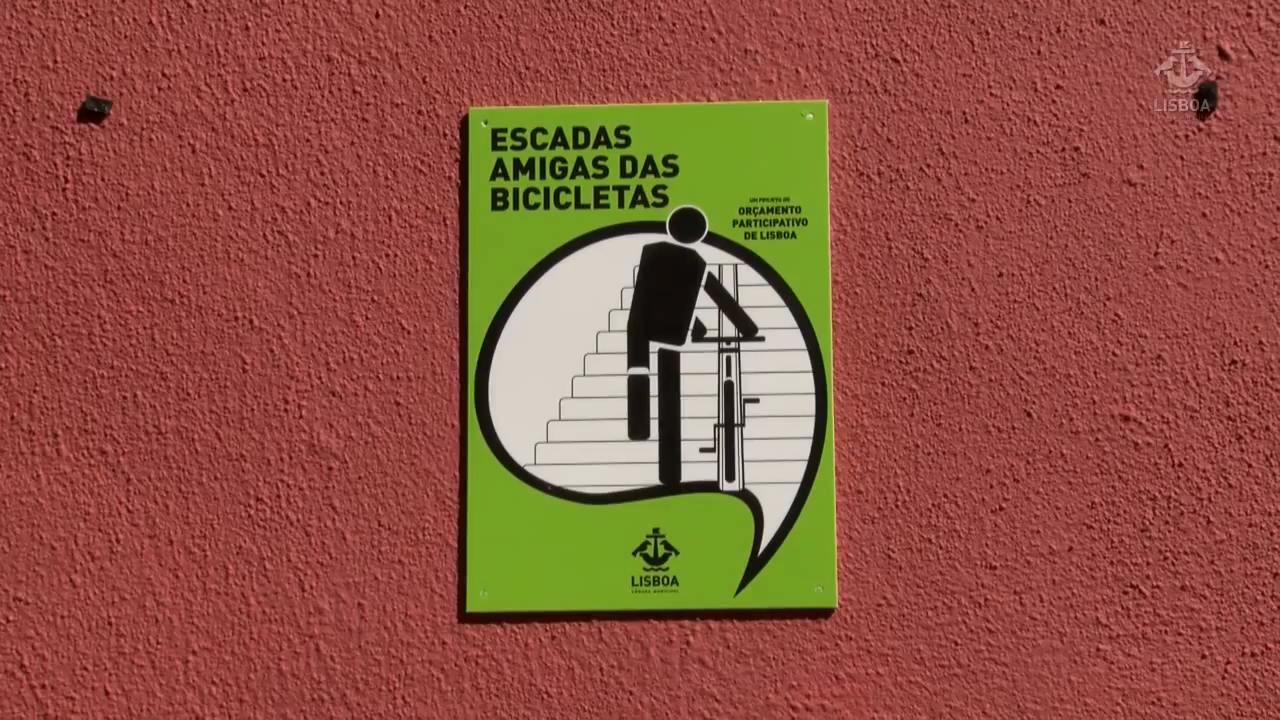 ESCADAS
AMIGAS DAS
BICICLETAS
UM PROJETO DO
ORÇAMENTO
PARTICIPATIVO
DE LISBOA
LISBOA
CÂMARA MUNICIPAL
LISBOA